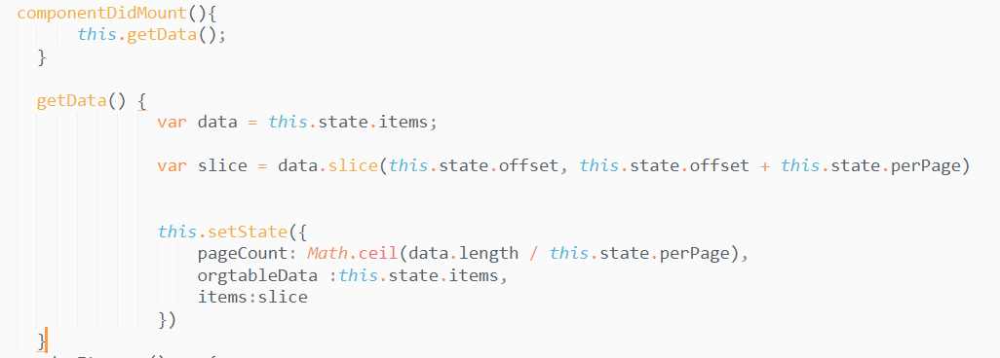 componentDidMount(){
this.getData();
}
getData() {
var data = this.state.items;
var slice = data.slice(this.state.offset, this.state.offset + this.state.perPage)
this.setState({
pageCount: Math.ceil(data.length / this.state.perPage),
orgtableData :this.state.items,
items:slice
})
}